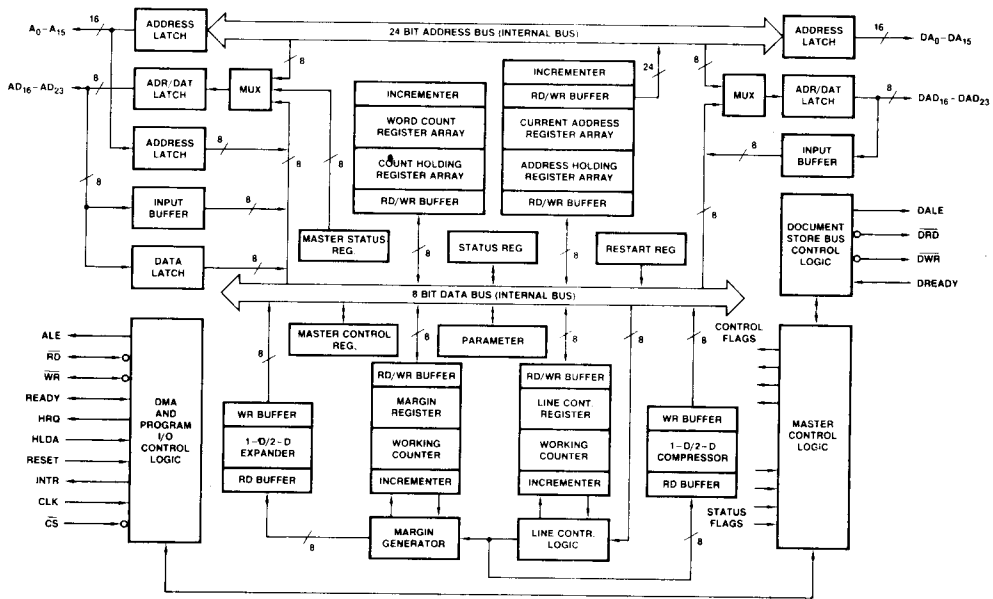 A0-A15
16
ADDRESS
LATCH
24 BIT ADDRESS BUS (INTERNAL BUS)
ADDRESS
LATCH
16
DA0-DA15
AD16-AD23
8
ADR/DAT
LATCH
MUX
8
INCREMENTER
WORD COUNT
REGISTER ARRAY
COUNT HOLDING
REGISTER ARRAY
RD/WR BUFFER
INCREMENTER
RD/WR BUFFER
CURRENT ADDRESS
REGISTER ARRAY
ADDRESS HOLDING
REGISTER ARRAY
RD/WR BUFFER
24
8
MUX
ADR/DAT
LATCH
8
DAD16-DAD23
ADDRESS
LATCH
8
8
8
8
8
INPUT
BUFFER
8
INPUT
BUFFER
8
8
DATA
LATCH
8
MASTER STATUS
REG.
8
STATUS REG
8
RESTART REG
8
DOCUMENT
STORE BUS
CONTROL
LOGIC
DALE
DRD
DWR
DREADY
8 BIT DATA BUS (INTERNAL BUS)
ALE
RD
WR
READY
HRQ
HLDA
RESET
INTR
CLK
CS
DMA
AND
PROGRAM
I/O
CONTROL
LOGIC
8
MASTER CONTROL
REG.
8
PARAMETER
8
8
8
CONTROL
FLAGS
WR BUFFER
1-D/2-D
EXPANDER
RD BUFFER
RD/WR BUFFER
MARGIN
REGISTER
WORKING
COUNTER
INCREMENTER
RD/WR BUFFER
LINE CONT.
REGISTER
WORKING
COUNTER
INCREMENTER
WR BUFFER
1-D/2-D
COMPRESSOR
RD BUFFER
MASTER
CONTROL
LOGIC
STATUS
FLAGS
8
MARGIN
GENERATOR
LINE CONTR.
LOGIC
8